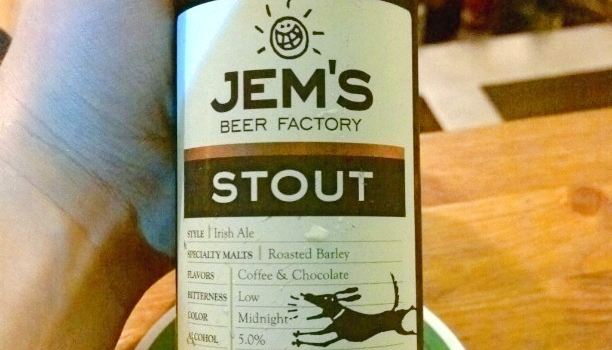 JEM'S
BEER FACTORY
STOUT
STYLE Irish Ale
SPECIALTY MALTS Roasted Barley
FLAVORS Coffee & Chocolate
BITTERNESS Low
COLOR Midnight
ALCOHOL 5.0%